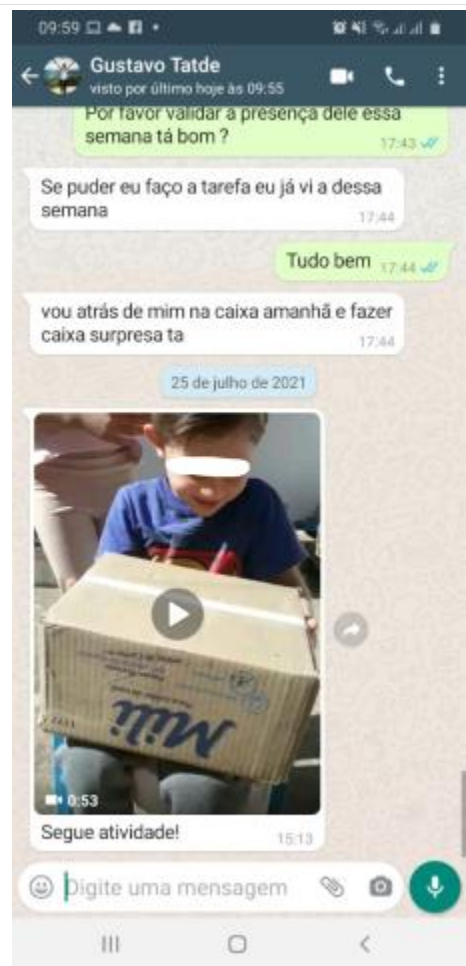 09:59
Gustavo Tatde
visto por último hoje às 09:55
Por favor validar a presença dele essa
semana tá bom ?
17:43
Se puder eu faço a tarefa eu já vi a dessa
semana
17:44
Tudo bem 17:44
vou atrás de mim na caixa amanhã e fazer
caixa surpresa ta
17:44
25 de julho de 2021
Mili
0:53
Segue atividade!
15:13
Digite uma mensagem